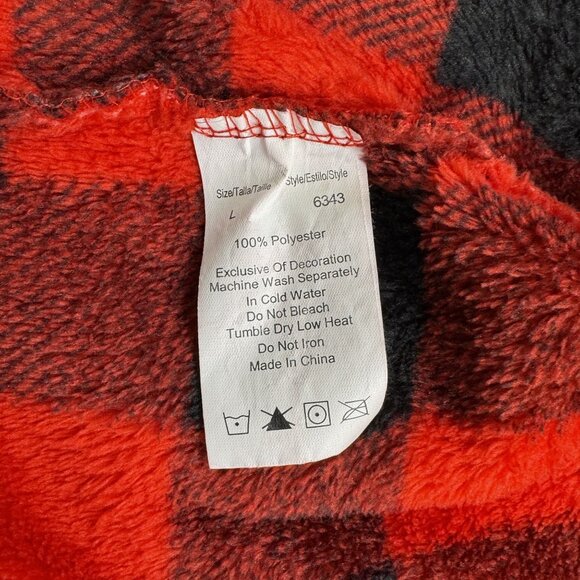 Size/Talla/Taille Style/Estilo/Style
L 6343
100% Polyester
Exclusive Of Decoration
Machine Wash Separately
In Cold Water
Do Not Bleach
Tumble Dry Low Heat
Do Not Iron
Made In China